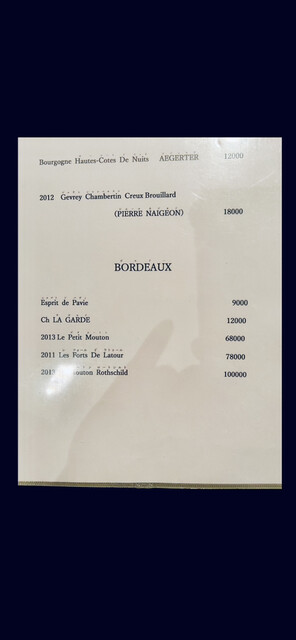 Bourgogne Hautes-Cotes De Nuits AEGERTER 12000
2012 Gevrey Chambertin Creux Brouillard
(PIERRE NAIGEON) 18000
BORDEAUX
Esprit de Pavie 9000
Ch LA GARDE 12000
2013 Le Petit Mouton 68000
2011 Les Forts De Latour 78000
Rothschild 100000